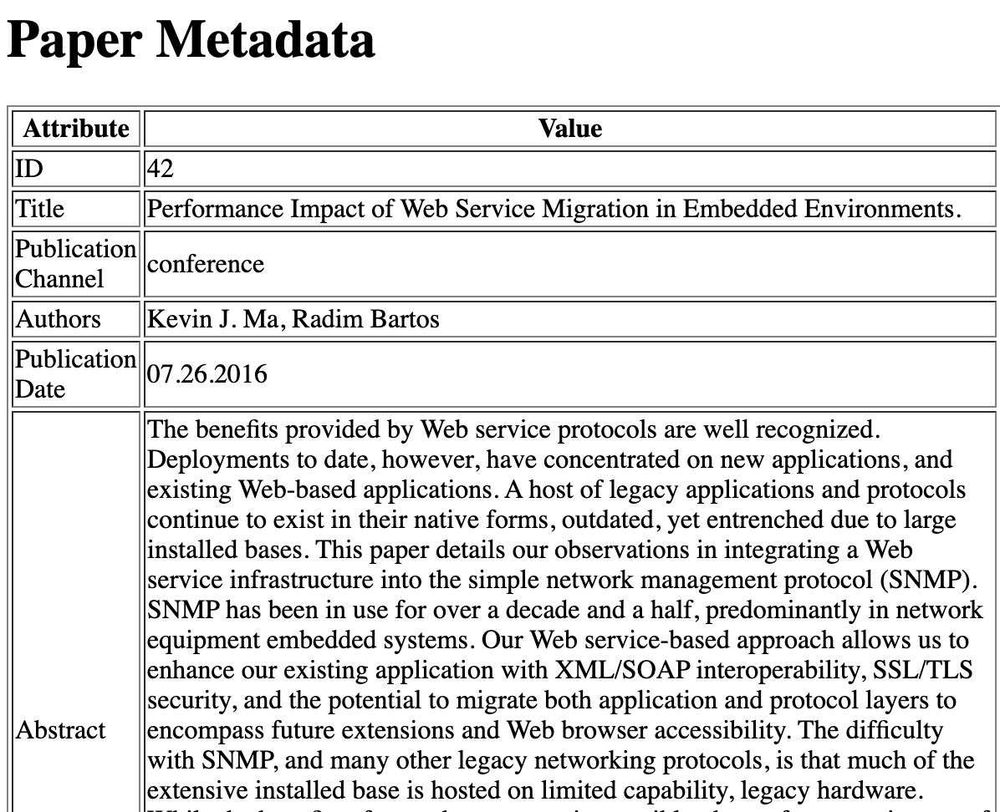 Paper Metadata
Attribute Value
ID 42
Title Performance Impact of Web Service Migration in Embedded Environments.
Publication Channel conference
Authors Kevin J. Ma, Radim Bartos
Publication Date 07.26.2016
Abstract
The benefits provided by Web service protocols are well recognized.
Deployments to date, however, have concentrated on new applications, and
existing Web-based applications. A host of legacy applications and protocols
continue to exist in their native forms, outdated, yet entrenched due to large
installed bases. This paper details our observations in integrating a Web
service infrastructure into the simple network management protocol (SNMP).
SNMP has been in use for over a decade and a half, predominantly in network
equipment embedded systems. Our Web service-based approach allows us to
enhance our existing application with XML/SOAP interoperability, SSL/TLS
security, and the potential to migrate both application and protocol layers to
encompass future extensions and Web browser accessibility. The difficulty
with SNMP, and many other legacy networking protocols, is that much of the
extensive installed base is hosted on limited capability, legacy hardware.